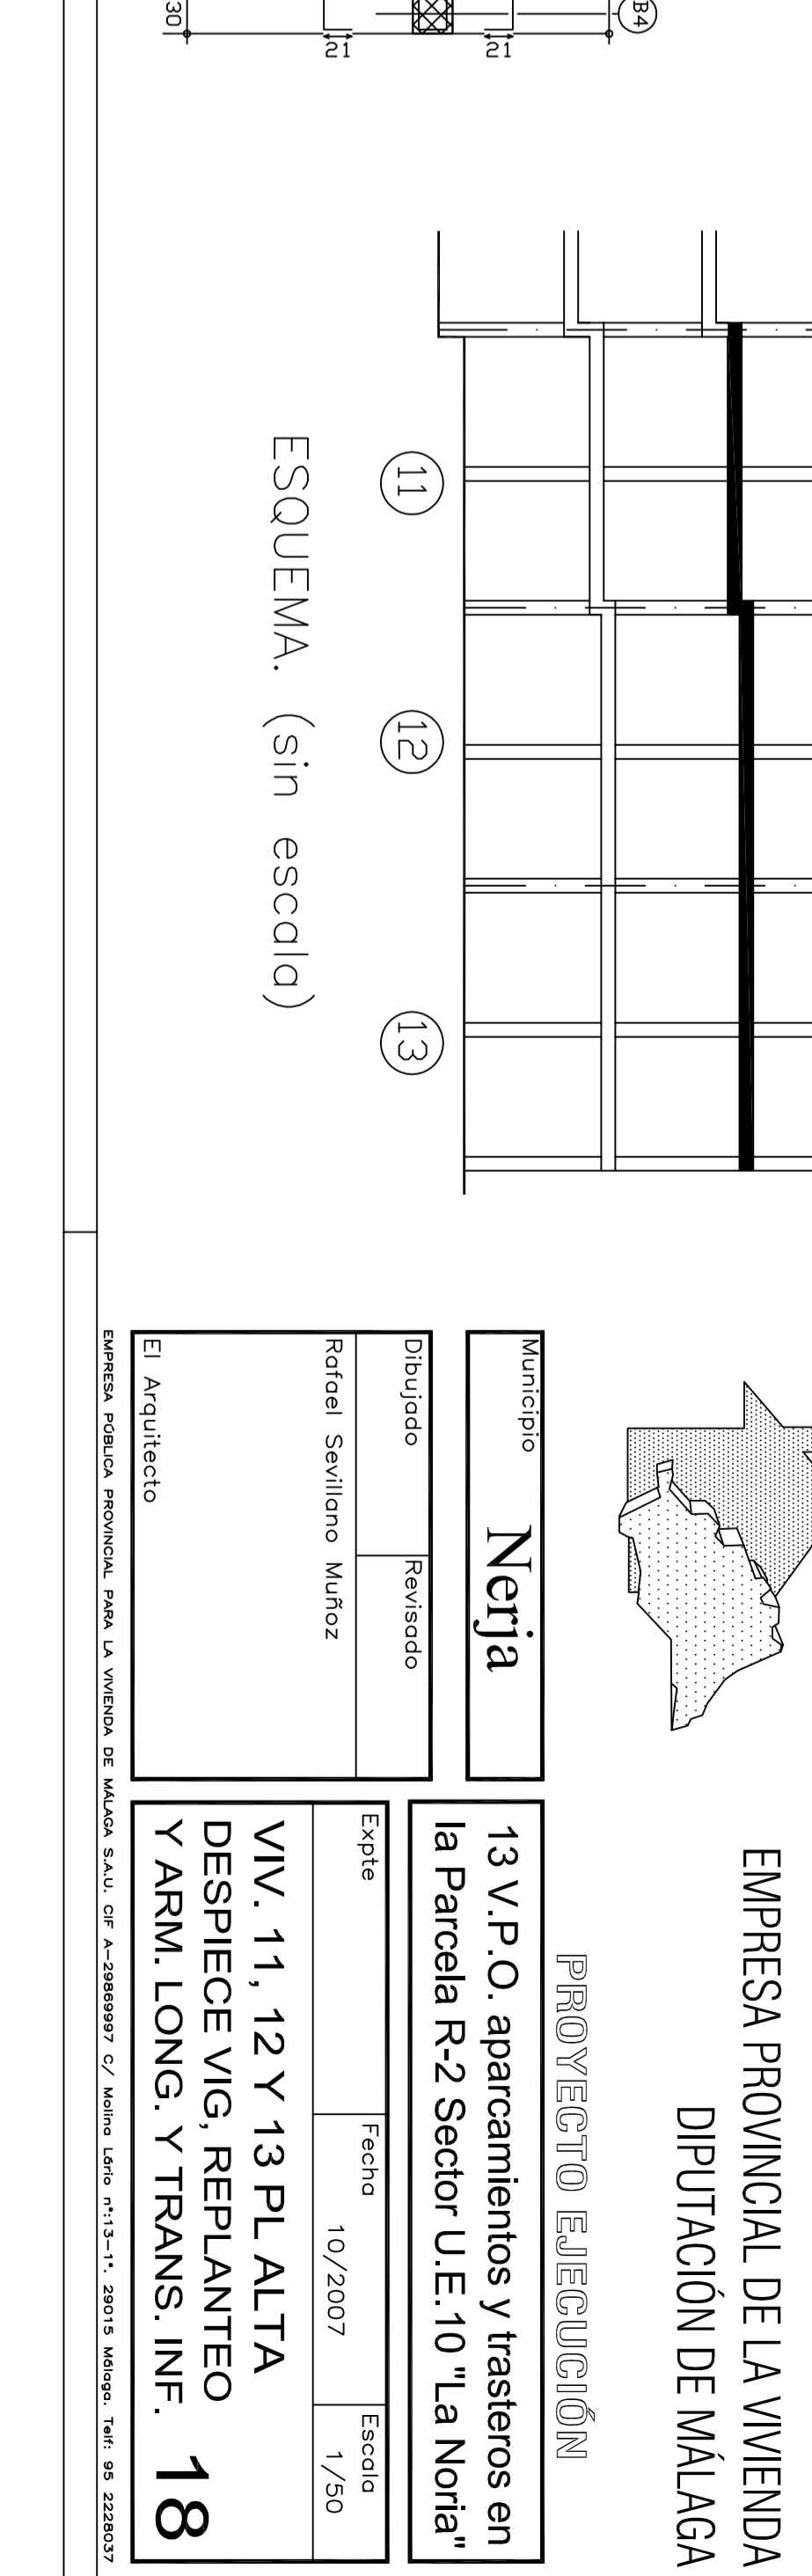 30
21
21
B4
11
12
13
ESQUEMA. (sin escala)
EMPRESA PROVINCIAL DE LA VIVIENDA
DIPUTACIÓN DE MÁLAGA
PROYECTO EJECUCIÓN
Municipio
Nerja
13 V.P.O. aparcamientos y trasteros en
la Parcela R-2 Sector U.E.10 "La Noria"
Dibujado
Revisado
Rafael Sevillano Muñoz
El Arquitecto
Expte
Fecha
10/2007
Escala
1/50
VIV. 11, 12 Y 13 PL ALTA
DESPIECE VIG, REPLANTEO
Y ARM. LONG. Y TRANS. INF.
18
EMPRESA PÚBLICA PROVINCIAL PARA LA VIVIENDA DE MÁLAGA S.A.U. CIF A-29869997 C/ Molina Lário nº:13-1º. 29015 Málaga. Telf: 95 2228037